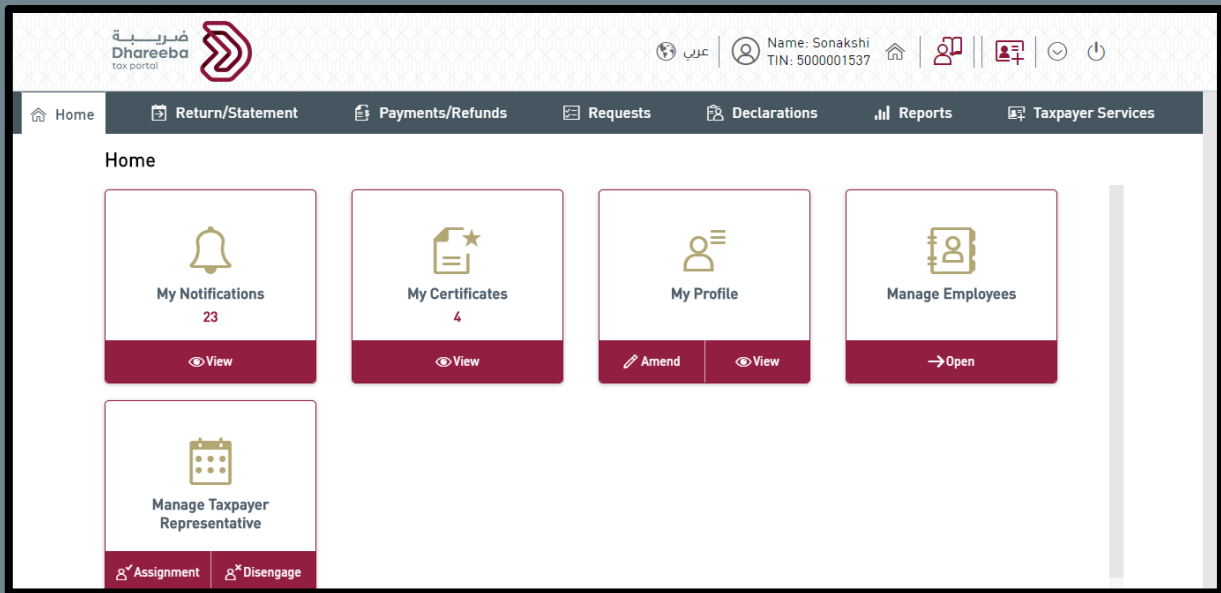 ضريـــبـــة
Dhareeba
tax portal
عربي
Name: Sonakshi
TIN: 5000001537
Home
Return/Statement
Payments/Refunds
Requests
Declarations
Reports
Taxpayer Services
Home
My Notifications
23
View
My Certificates
4
View
My Profile
Amend
View
Manage Employees
Open
Manage Taxpayer
Representative
Assignment
Disengage